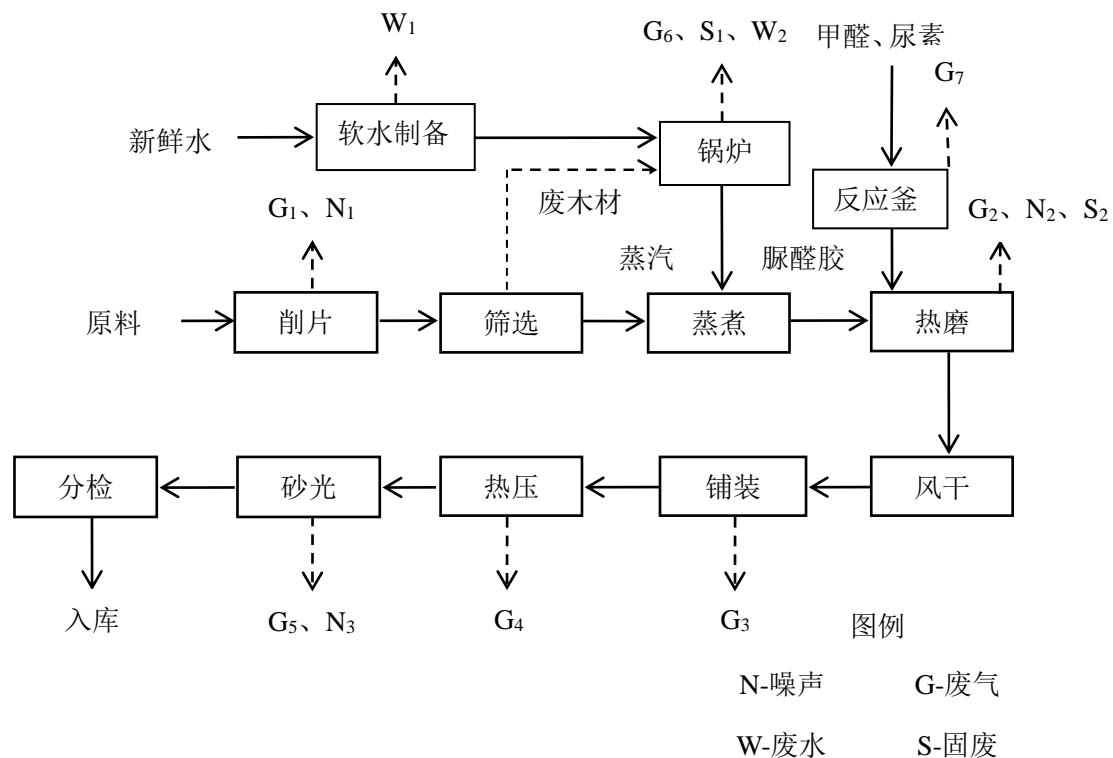 W₁
G₆、S₁、W₂
甲醛、尿素
G₇
新鲜水
软水制备
锅炉
反应釜
废木材
G₁、N₁
G₂、N₂、S₂
蒸汽
脲醛胶
原料
削片
筛选
蒸煮
热磨
分检
砂光
热压
铺装
风干
入库
G₅、N₃
G₄
G₃
图例
N-噪声
G-废气
W-废水
S-固废